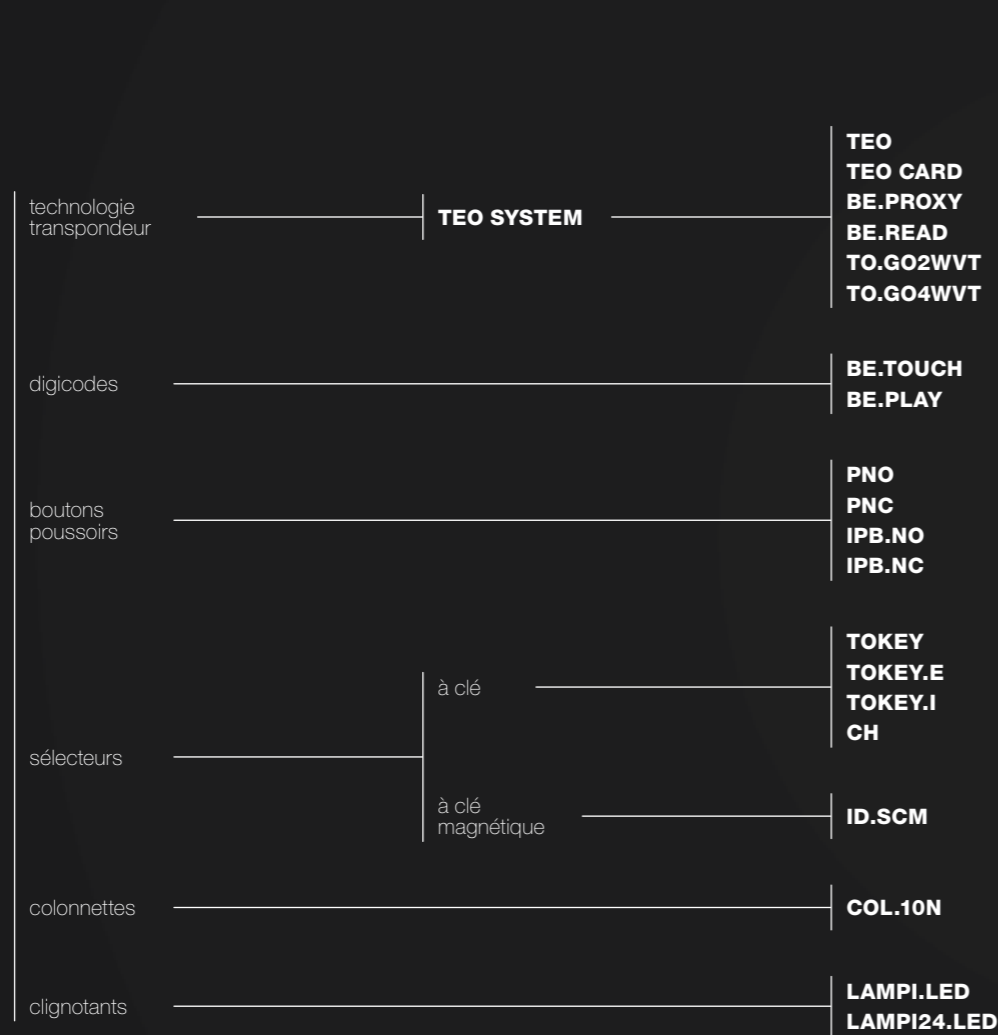 technologie
transpondeur
TEO SYSTEM
TEO
TEO CARD
BE.PROXY
BE.READ
TO.GO2WVT
TO.GO4WVT
digicodes
BE.TOUCH
BE.PLAY
boutons
poussoirs
PNO
PNC
IPB.NO
IPB.NC
sélecteurs
à clé
TOKEY
TOKEY.E
TOKEY.I
CH
à clé
magnétique
ID.SCM
colonnettes
COL.10N
clignotants
LAMPI.LED
LAMPI24.LED